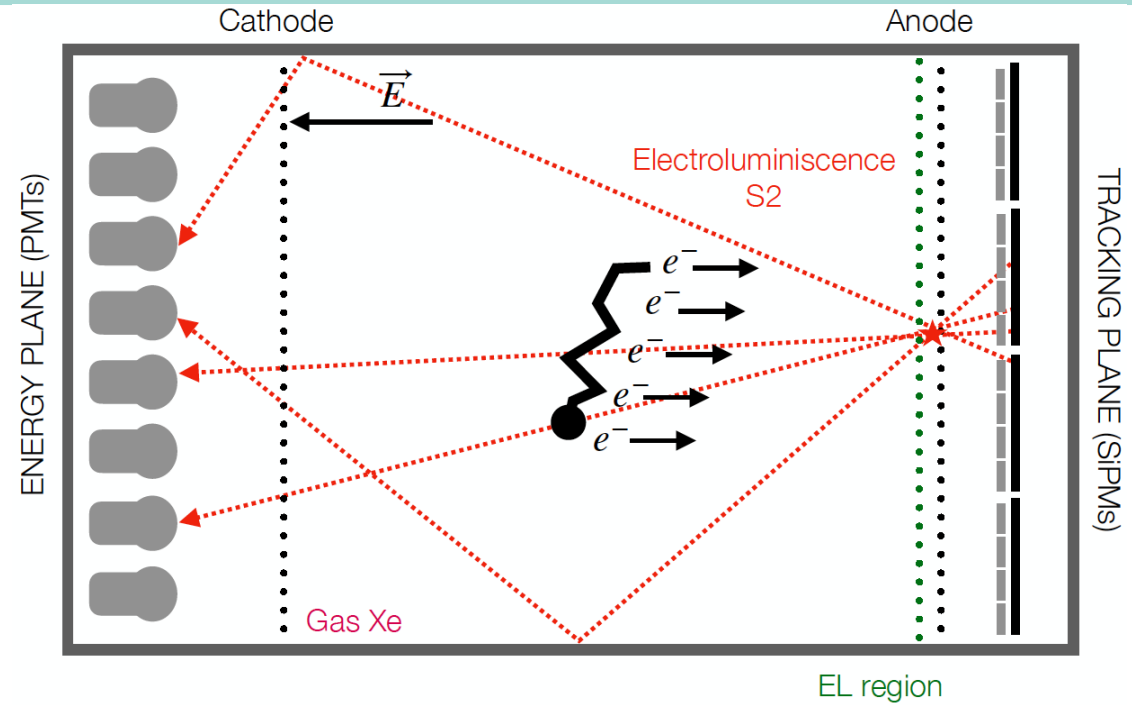 Cathode
Anode
E
Electroluminiscence
S2
ENERGY PLANE (PMTs)
TRACKING PLANE (SiPMs)
e−
e−
e−
e−
e−
Gas Xe
EL region